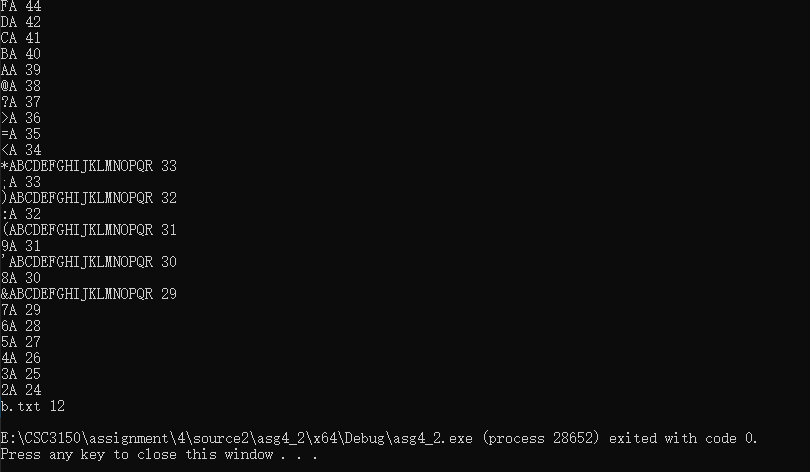 FA 44
DA 42
CA 41
BA 40
AA 39
@A 38
?A 37
>A 36
=A 35
<A 34
*ABCDEFGHIJKLMNOPQR 33
;A 33
)ABCDEFGHIJKLMNOPQR 32
:A 32
(ABCDEFGHIJKLMNOPQR 31
9A 31
'ABCDEFGHIJKLMNOPQR 30
8A 30
&ABCDEFGHIJKLMNOPQR 29
7A 29
6A 28
5A 27
4A 26
3A 25
2A 24
b.txt 12
E:\CSC3150\assignment\4\source2\asg4_2\x64\Debug\asg4_2.exe (process 28652) exited with code 0.
Press any key to close this window . . .